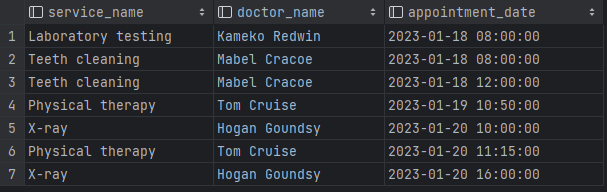 service_name doctor_name appointment_date
1 Laboratory testing Kameko Redwin 2023-01-18 08:00:00
2 Teeth cleaning Mabel Cracoe 2023-01-18 08:00:00
3 Teeth cleaning Mabel Cracoe 2023-01-18 12:00:00
4 Physical therapy Tom Cruise 2023-01-19 10:50:00
5 X-ray Hogan Goundsy 2023-01-20 10:00:00
6 Physical therapy Tom Cruise 2023-01-20 11:15:00
7 X-ray Hogan Goundsy 2023-01-20 16:00:00